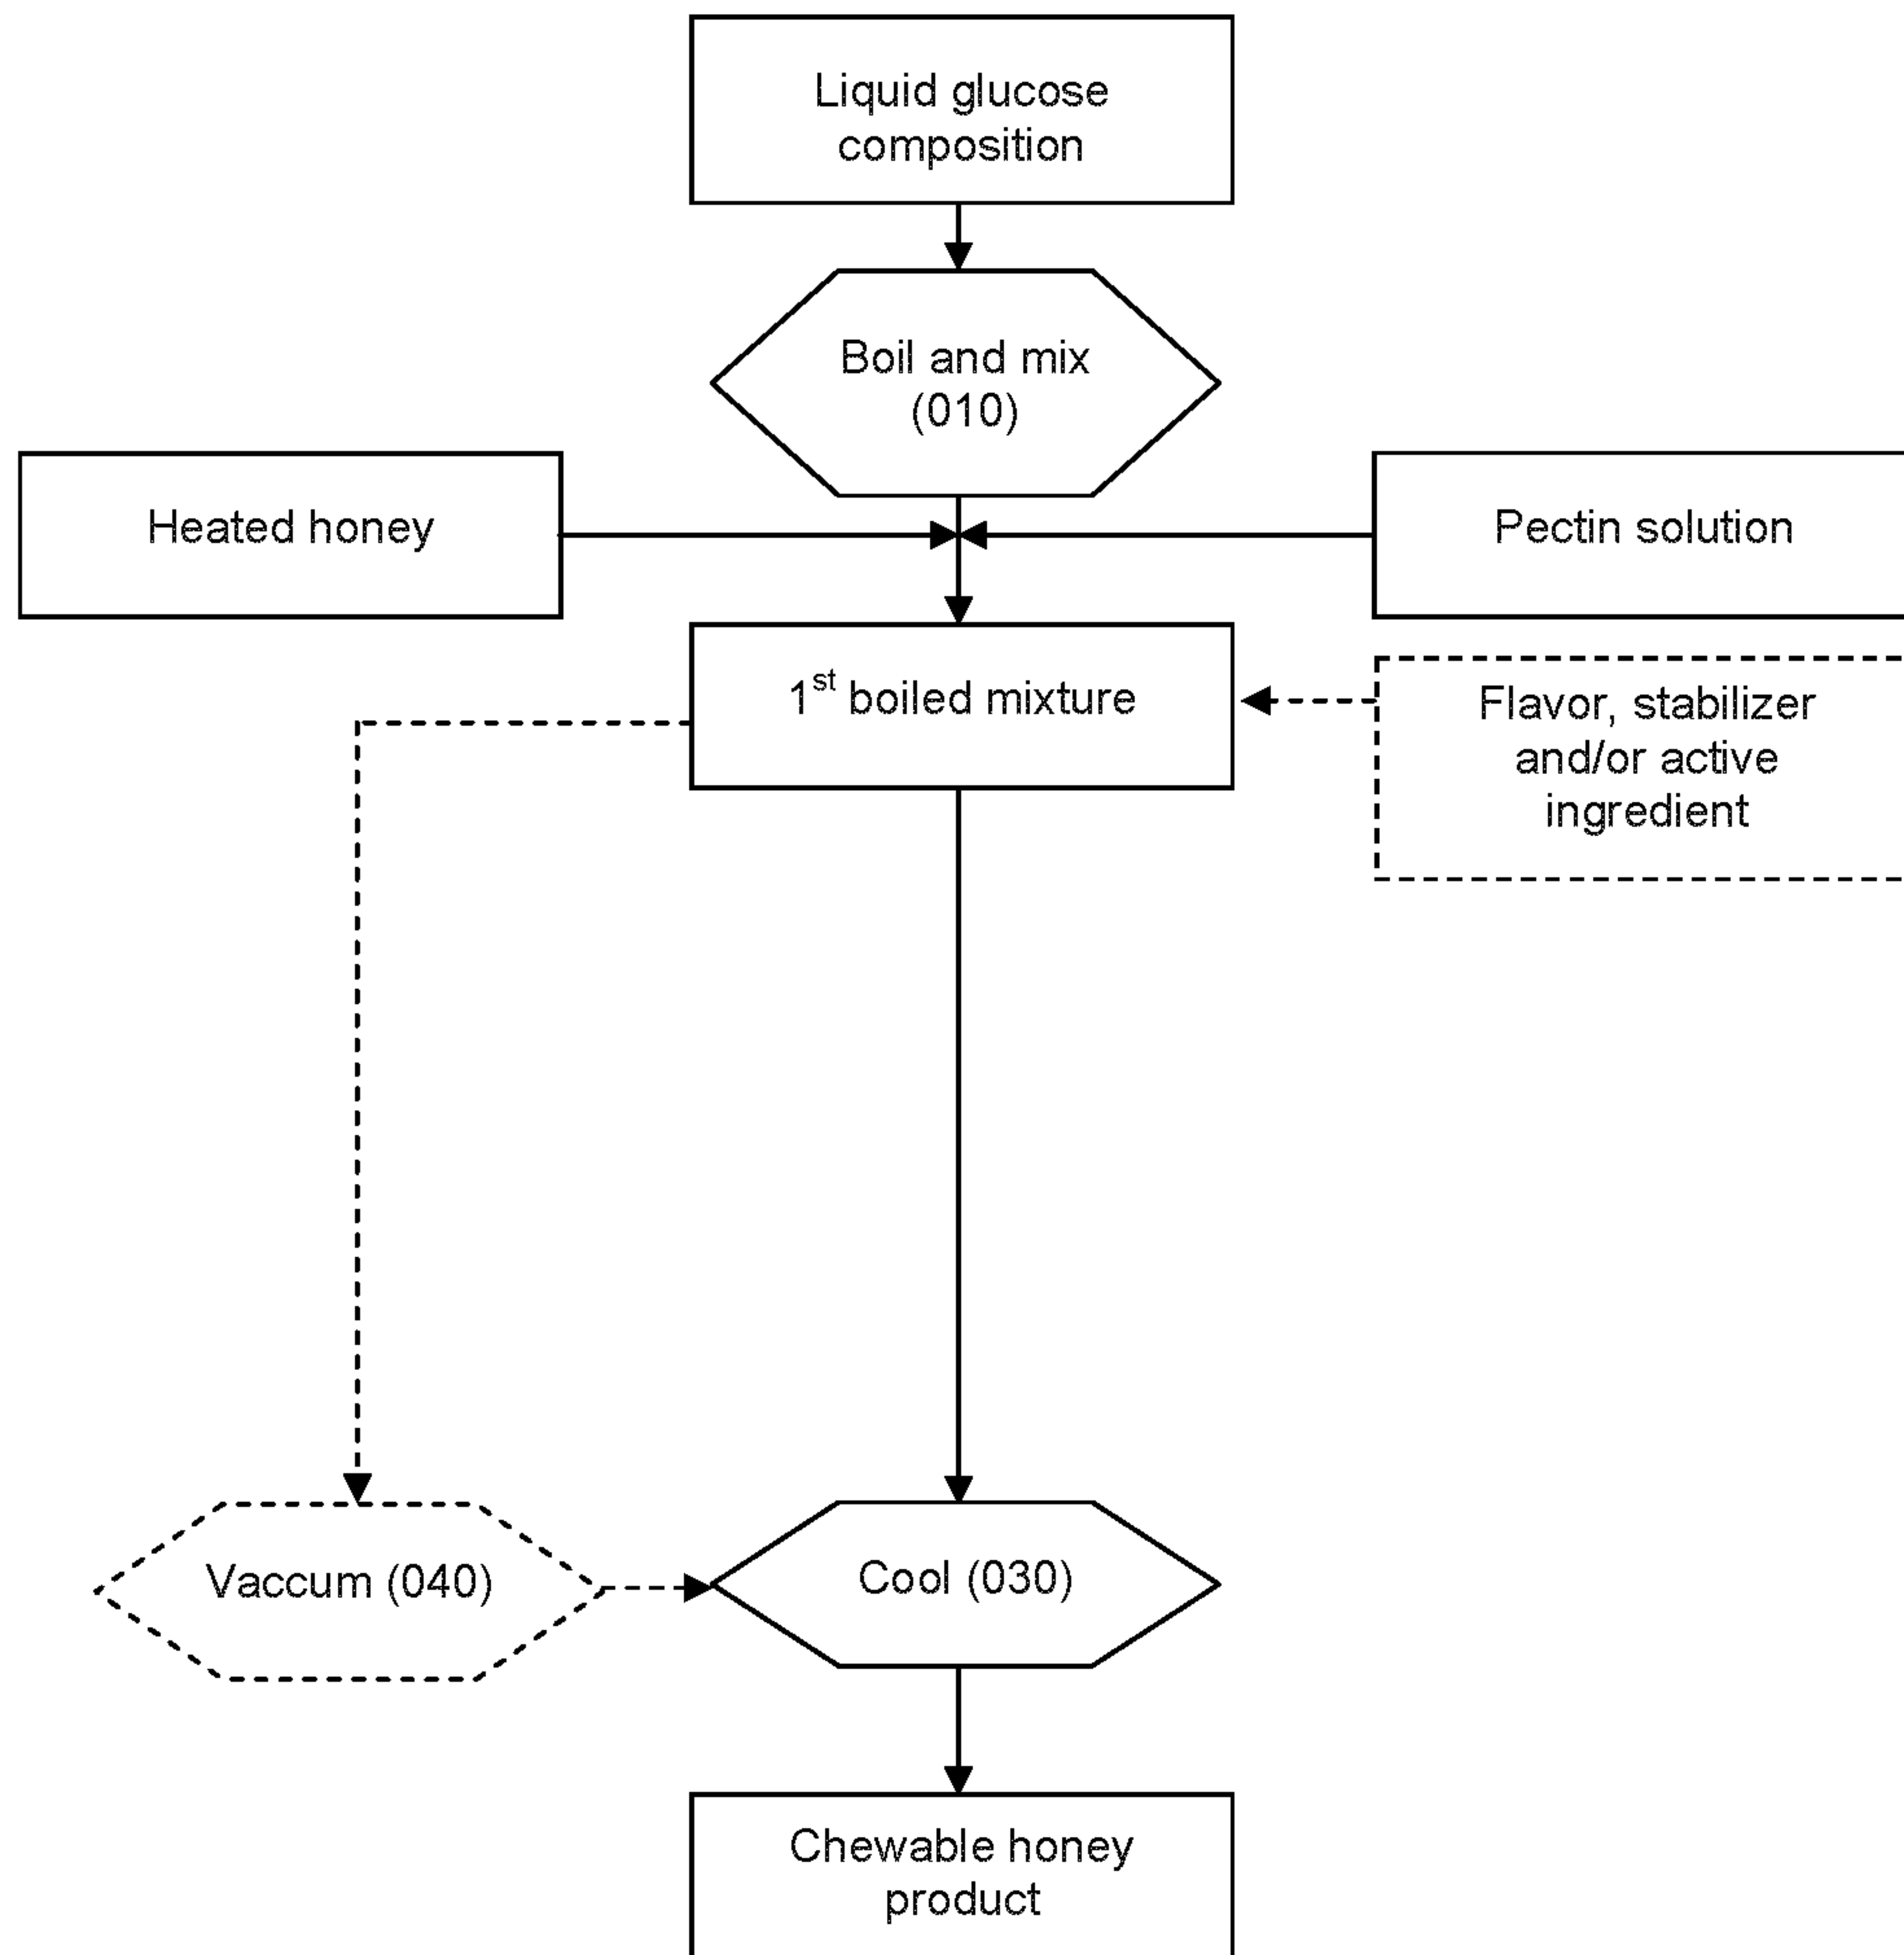 Liquid glucose
composition
Boil and mix
(010)
Heated honey
Pectin solution
1st boiled mixture
Flavor, stabilizer
and/or active
ingredient
Vaccum (040)
Cool (030)
Chewable honey
product